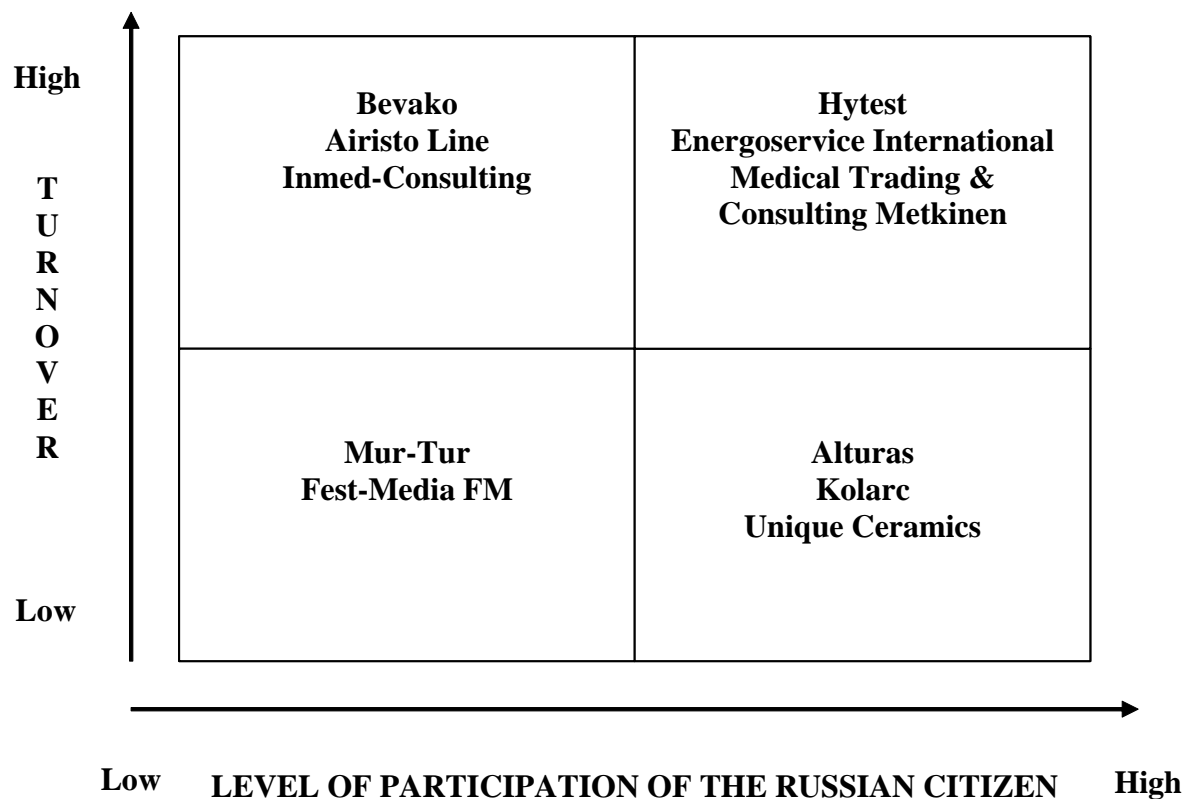 High
Bevako
Airisto Line
Inmed-Consulting
Hytest
Energoservice International
Medical Trading &
Consulting Metkinen
T
U
R
N
O
V
E
R
Mur-Tur
Fest-Media FM
Alturas
Kolarc
Unique Ceramics
Low
Low LEVEL OF PARTICIPATION OF THE RUSSIAN CITIZEN High